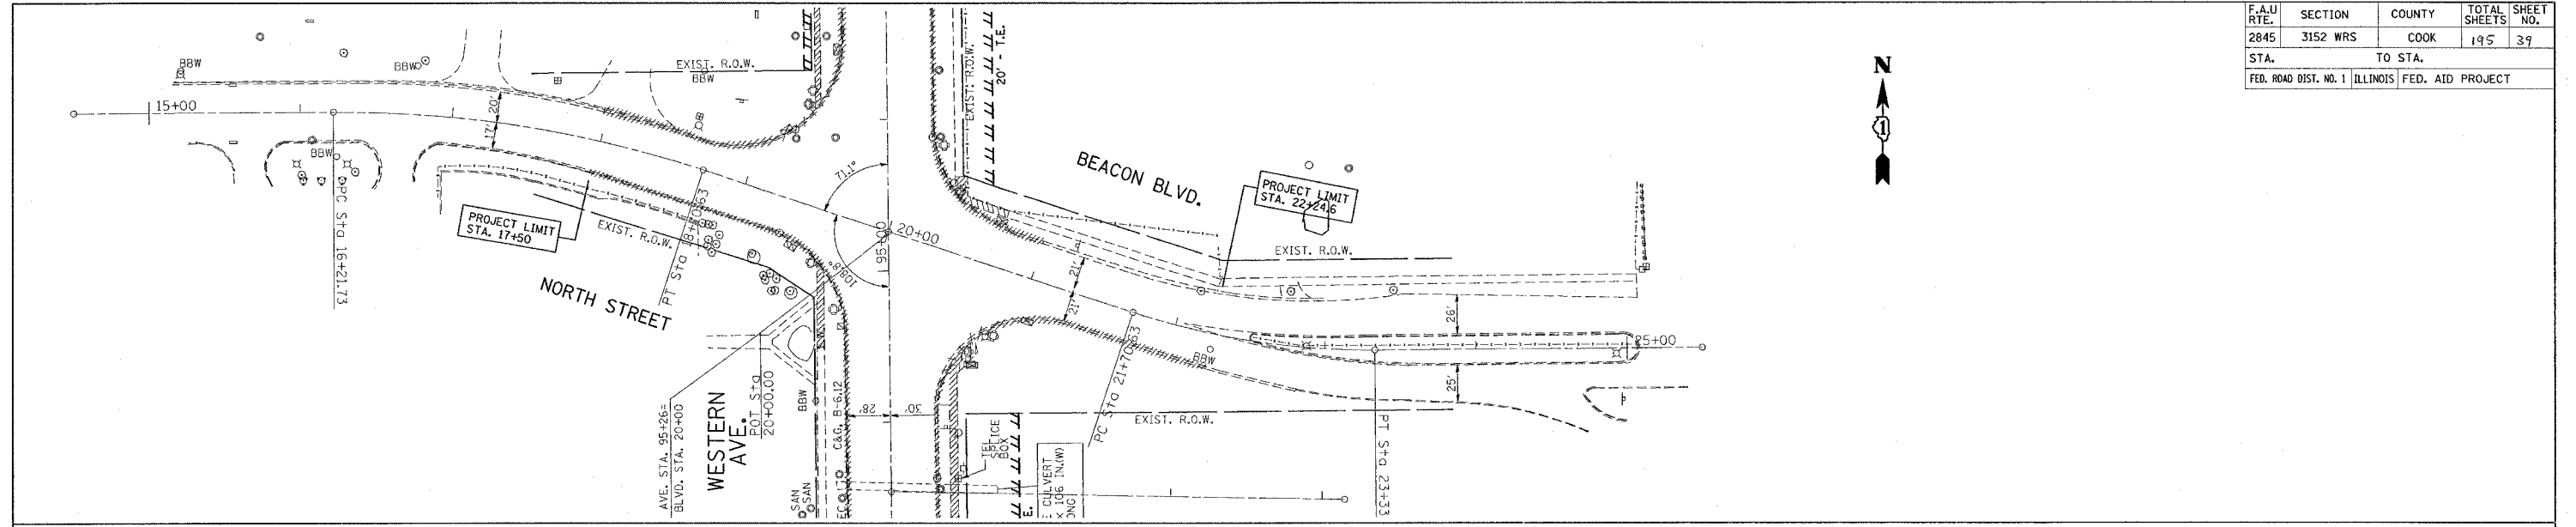 F.A.U RTE.
SECTION
COUNTY
TOTAL SHEETS
SHEET NO.
2845
3152 WRS
COOK
195
39
STA.
TO STA.
FED. ROAD DIST. NO. 1
ILLINOIS
FED. AID PROJECT
N
1
BBW
BBW
EXIST. R.O.W.
BBW
EXIST. R.O.W.
20' - T.E.
15+00
20'
17'
BBW
PC Sta 16+21.73
71.1°
BEACON BLVD.
PROJECT LIMIT
STA. 22+24.6
PROJECT LIMIT
STA. 17+50
EXIST. R.O.W.
PT Sta 18+10.63
NORTH STREET
95+00
20+00
108.8°
EXIST. R.O.W.
21'
21'
26'
25+00
25'
BBW
PC Sta 21+70.63
PT Sta 23+33
EXIST. R.O.W.
AVE. STA. 95+26=
BLVD. STA. 20+00
WESTERN
AVE.
POT Sta
20+00.00
BBW
C&G, B-6.12
28'
30'
SAN
SAN
TEL
SPLICE
BOX
E.
CULVERT
X 106 IN.(W)